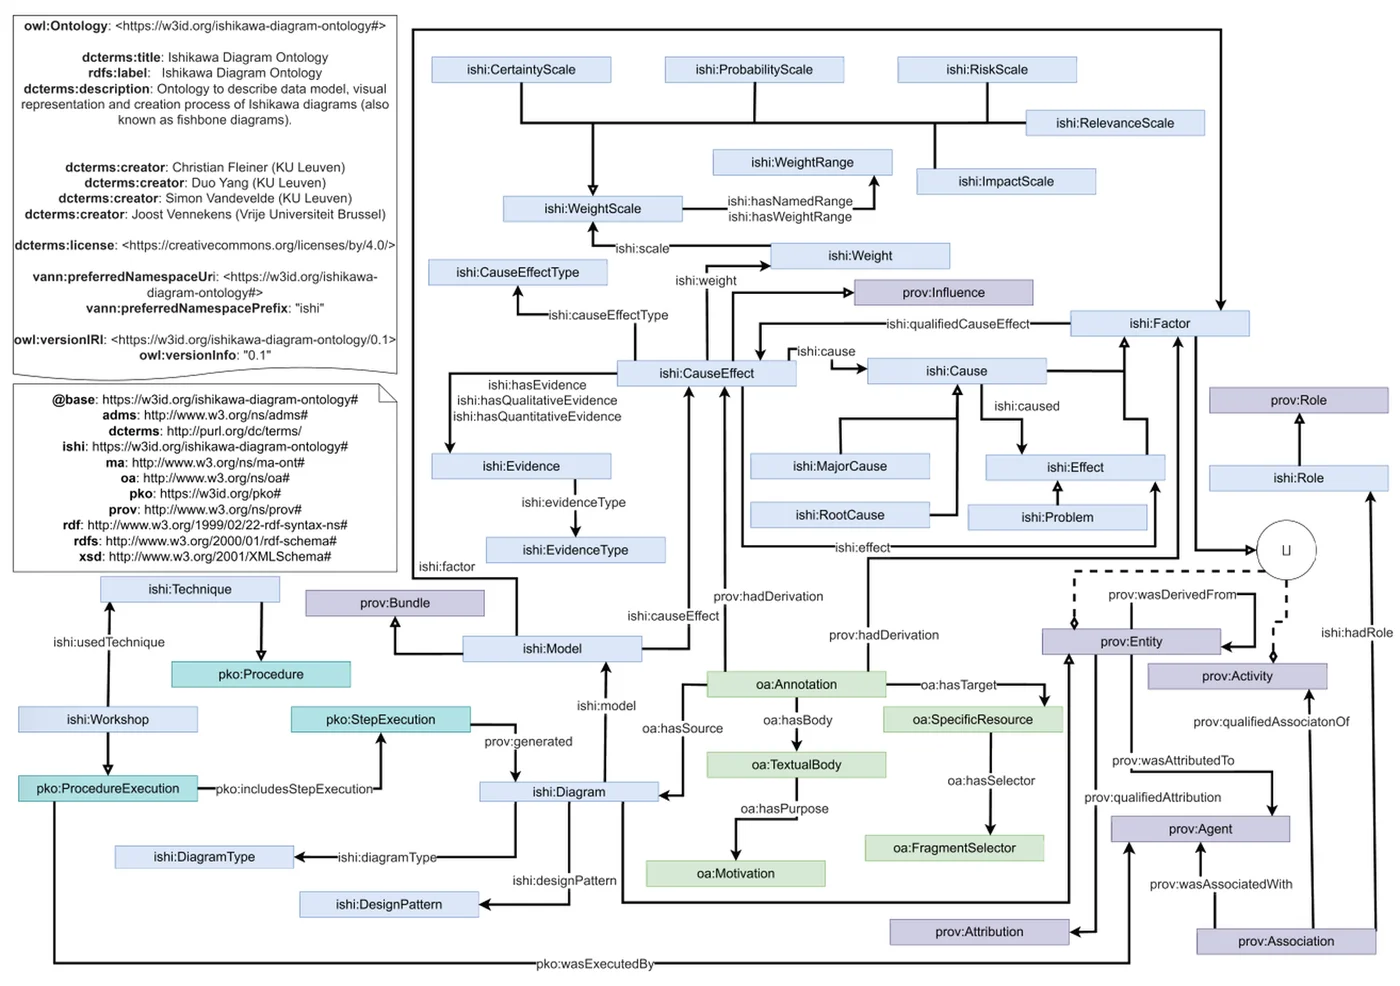 owl:Ontology: <https://w3id.org/ishikawa-diagram-ontology#>
dcterms:title: Ishikawa Diagram Ontology
rdfs:label: Ishikawa Diagram Ontology
dcterms:description: Ontology to describe data model, visual
representation and creation process of Ishikawa diagrams (also
known as fishbone diagrams).
dcterms:creator: Christian Fleiner (KU Leuven)
dcterms:creator: Duo Yang (KU Leuven)
dcterms:creator: Simon Vandevelde (KU Leuven)
dcterms:creator: Joost Vennekens (Vrije Universiteit Brussel)
dcterms:license: <https://creativecommons.org/licenses/by/4.0/>
vann:preferredNamespaceUri: <https://w3id.org/ishikawa-
diagram-ontology#>
vann:preferredNamespacePrefix: "ishi"
owl:versionIRI: <https://w3id.org/ishikawa-diagram-ontology/0.1>
owl:versionInfo: "0.1"
@base: https://w3id.org/ishikawa-diagram-ontology#
adms: http://www.w3.org/ns/adms#
dcterms: http://purl.org/dc/terms/
ishi: https://w3id.org/ishikawa-diagram-ontology#
ma: http://www.w3.org/ns/ma-ont#
oa: http://www.w3.org/ns/oa#
pko: https://w3id.org/pko#
prov: http://www.w3.org/ns/prov#
rdf: http://www.w3.org/1999/02/22-rdf-syntax-ns#
rdfs: http://www.w3.org/2000/01/rdf-schema#
xsd: http://www.w3.org/2001/XMLSchema#
ishi:CertaintyScale
ishi:ProbabilityScale
ishi:RiskScale
ishi:RelevanceScale
ishi:WeightRange
ishi:ImpactScale
ishi:WeightScale
ishi:hasNamedRange
ishi:hasWeightRange
ishi:scale
ishi:Weight
ishi:CauseEffectType
ishi:weight
prov:Influence
ishi:causeEffectType
ishi:qualifiedCauseEffect
ishi:Factor
ishi:cause
ishi:CauseEffect
ishi:Cause
ishi:hasEvidence
ishi:hasQualitativeEvidence
ishi:hasQuantitativeEvidence
ishi:caused
prov:Role
ishi:Evidence
ishi:MajorCause
ishi:Effect
ishi:Role
ishi:evidenceType
ishi:RootCause
ishi:Problem
ishi:EvidenceType
ishi:effect
⊔
ishi:factor
ishi:Technique
prov:Bundle
prov:hadDerivation
prov:wasDerivedFrom
ishi:causeEffect
ishi:usedTechnique
ishi:Model
prov:hadDerivation
prov:Entity
ishi:hadRole
pko:Procedure
oa:Annotation
oa:hasTarget
prov:Activity
ishi:model
ishi:Workshop
pko:StepExecution
oa:hasSource
oa:hasBody
oa:SpecificResource
prov:qualifiedAssociatonOf
prov:generated
oa:TextualBody
prov:wasAttributedTo
pko:ProcedureExecution
pko:includesStepExecution
ishi:Diagram
oa:hasSelector
prov:qualifiedAttribution
oa:hasPurpose
prov:Agent
oa:FragmentSelector
ishi:DiagramType
ishi:diagramType
oa:Motivation
ishi:designPattern
prov:wasAssociatedWith
ishi:DesignPattern
prov:Attribution
prov:Association
pko:wasExecutedBy